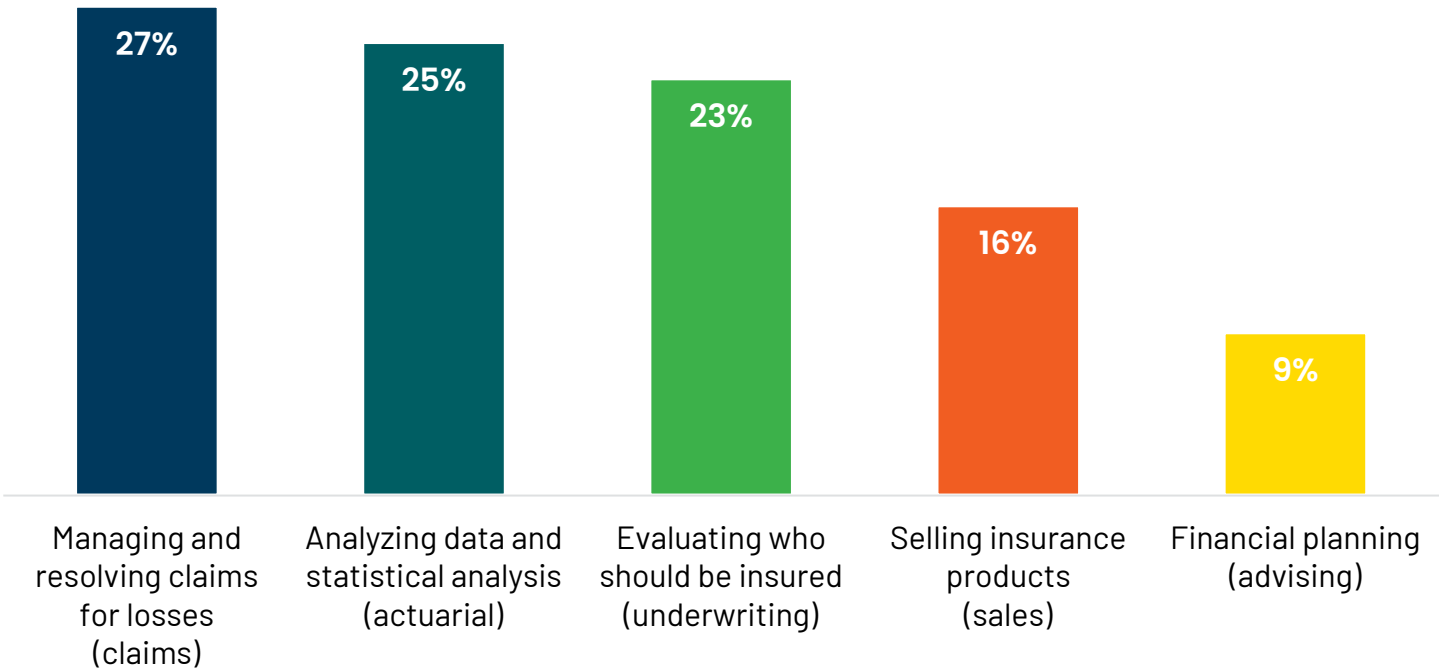 27%
25%
23%
16%
9%
Managing and
resolving claims
for losses
(claims)
Analyzing data and
statistical analysis
(actuarial)
Evaluating who
should be insured
(underwriting)
Selling insurance
products
(sales)
Financial planning
(advising)